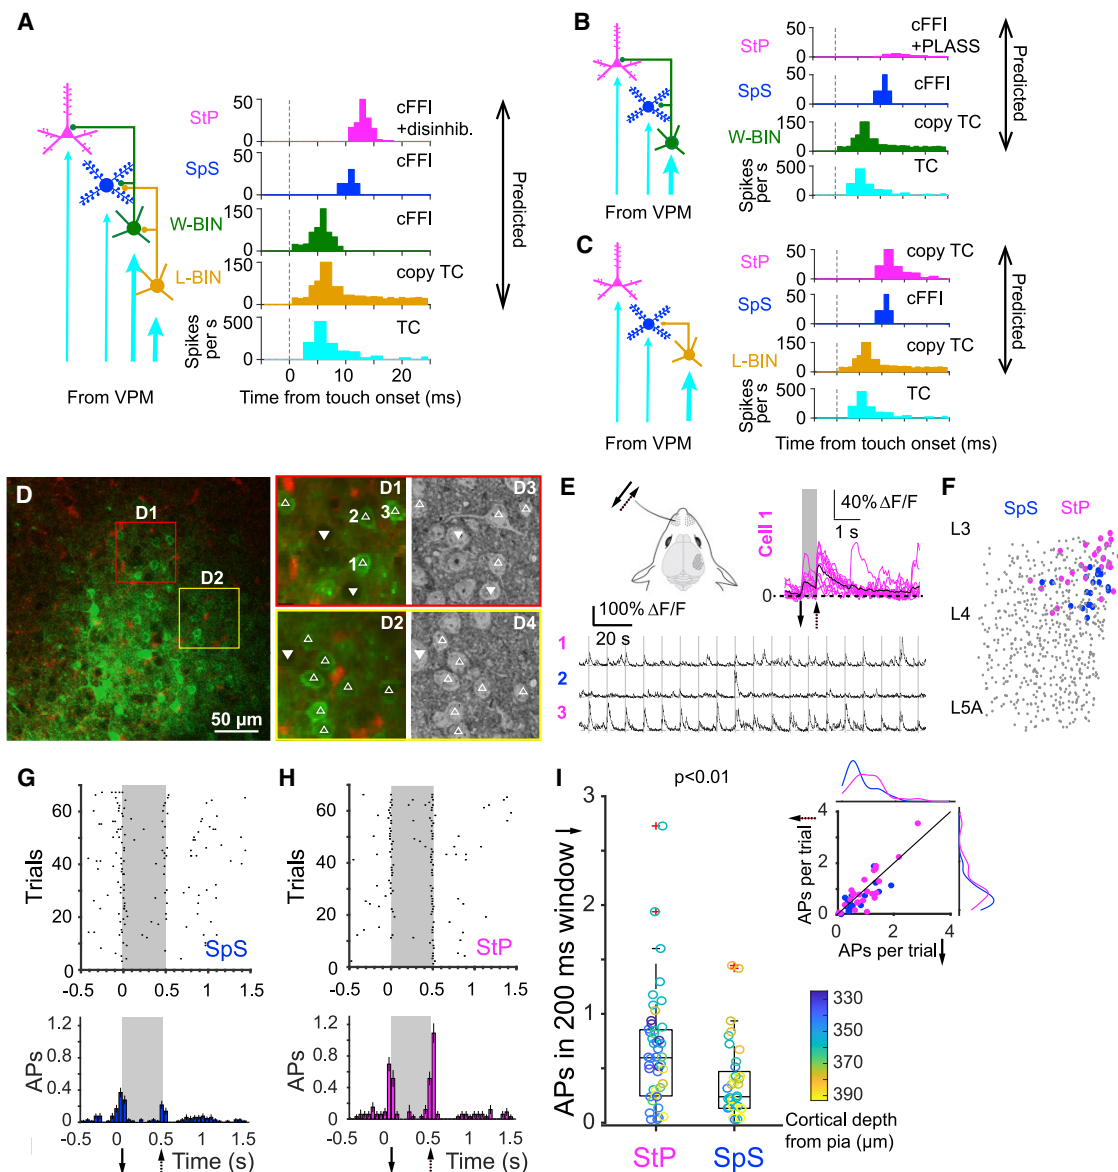 A
StP
50
0
cFFI
+disinhib.
SpS
50
0
cFFI
W-BIN
150
0
cFFI
L-BIN
150
0
copy TC
Spikes
per s
500
0
TC
Predicted
0 10 20
From VPM
Time from touch onset (ms)
B
StP
50
0
cFFI
+PLASS
SpS
50
0
cFFI
W-BIN
150
0
copy TC
Spikes
per s
500
0
TC
Predicted
From VPM
C
StP
50
0
copy TC
SpS
50
0
cFFI
L-BIN
150
0
copy TC
Spikes
per s
500
0
TC
Predicted
From VPM
Time from touch onset (ms)
D
D1
D2
50 µm
D1
2
3
1
D3
D2
D4
E
Cell 1
40% ΔF/F
1 s
0
100% ΔF/F
20 s
1
2
3
F
SpS StP
L3
L4
L5A
G
Trials
60
40
20
0
SpS
-0.5 0 0.5 1 1.5
APs
1.2
0.8
0.4
0
-0.5 0 0.5 1 1.5
Time (s)
H
Trials
60
40
20
0
StP
-0.5 0 0.5 1 1.5
APs
1.2
0.8
0.4
0
-0.5 0 0.5 1 1.5
Time (s)
I
p<0.01
APs in 200 ms window
3
2
1
0
StP SpS
APs per trial
4
2
0
0 2 4
APs per trial
330
350
370
390
Cortical depth
from pia (µm)